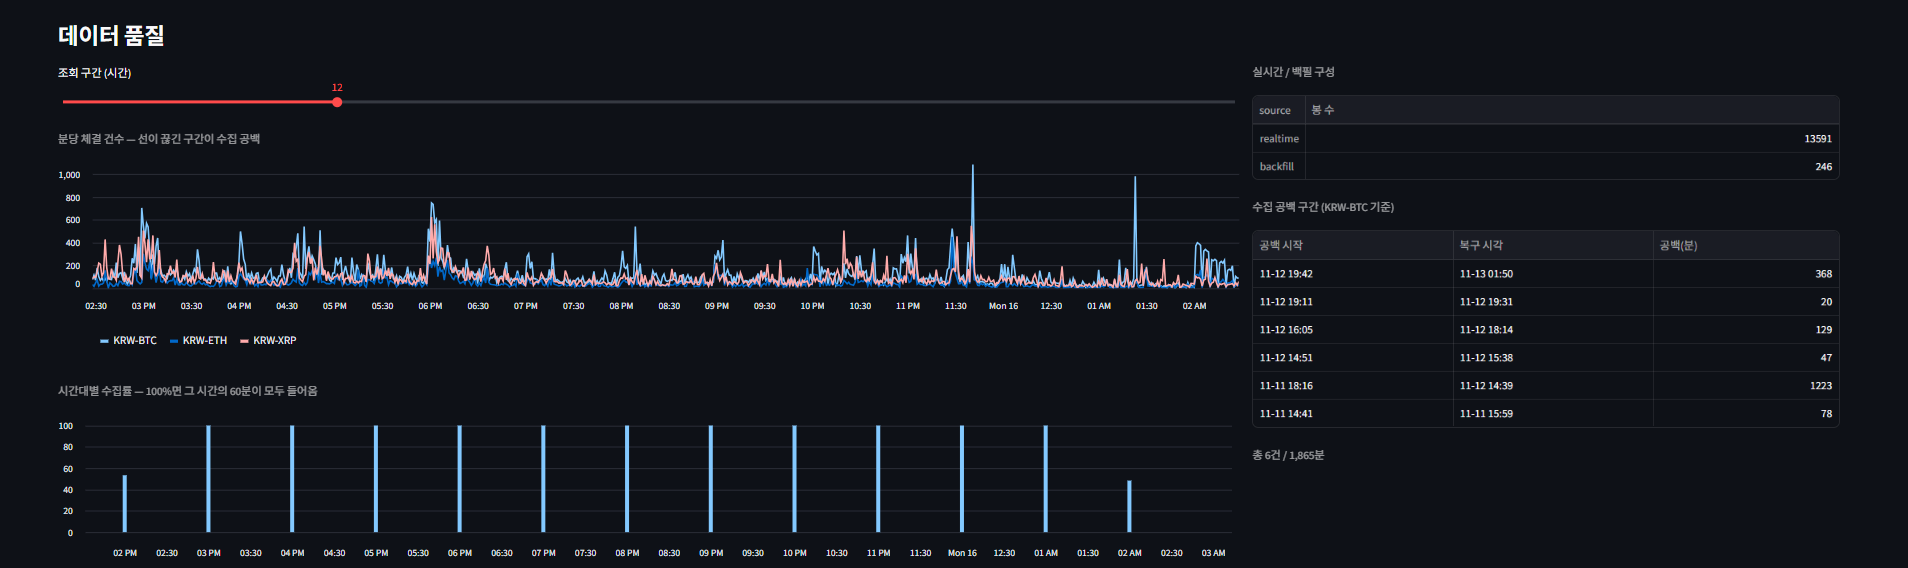 데이터 품질
조회 구간 (시간)
12
분당 체결 건수 — 선이 끊긴 구간이 수집 공백
1,000
800
600
400
200
0
02:30 03 PM 03:30 04 PM 04:30 05 PM 05:30 06 PM 06:30 07 PM 07:30 08 PM 08:30 09 PM 09:30 10 PM 10:30 11 PM 11:30 Mon 16 12:30 01 AM 01:30 02 AM
KRW-BTC KRW-ETH KRW-XRP
시간대별 수집률 — 100%면 그 시간의 60분이 모두 들어옴
100
80
60
40
20
0
02 PM 02:30 03 PM 03:30 04 PM 04:30 05 PM 05:30 06 PM 06:30 07 PM 07:30 08 PM 08:30 09 PM 09:30 10 PM 10:30 11 PM 11:30 Mon 16 12:30 01 AM 01:30 02 AM 02:30 03 AM
실시간 / 백필 구성
source 봉 수
realtime 13591
backfill 246
수집 공백 구간 (KRW-BTC 기준)
공백 시작 복구 시각 공백(분)
11-12 19:42 11-13 01:50 368
11-12 19:11 11-12 19:31 20
11-12 16:05 11-12 18:14 129
11-12 14:51 11-12 15:38 47
11-11 18:16 11-12 14:39 1223
11-11 14:41 11-11 15:59 78
총 6건 / 1,865분